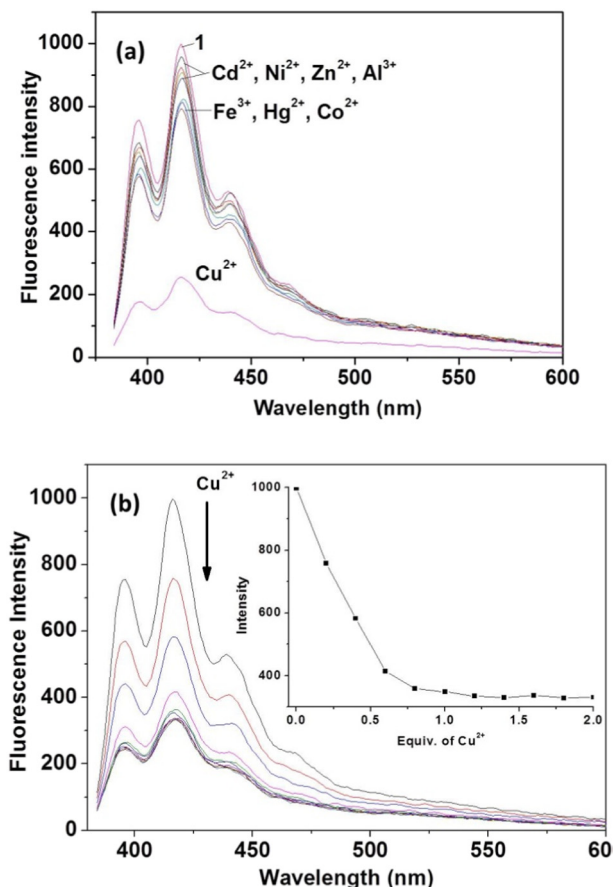 (a)
1
Cd²⁺, Ni²⁺, Zn²⁺, Al³⁺
Fe³⁺, Hg²⁺, Co²⁺
Cu²⁺
Fluorescence intensity
1000
800
600
400
200
0
400 450 500 550 600
Wavelength (nm)
(b)
Cu²⁺
Fluorescence Intensity
1000
800
600
400
200
0
Intensity
1000
800
600
400
0.0 0.5 1.0 1.5 2.0
Equiv. of Cu²⁺
400 450 500 550 60
Wavelength (nm)